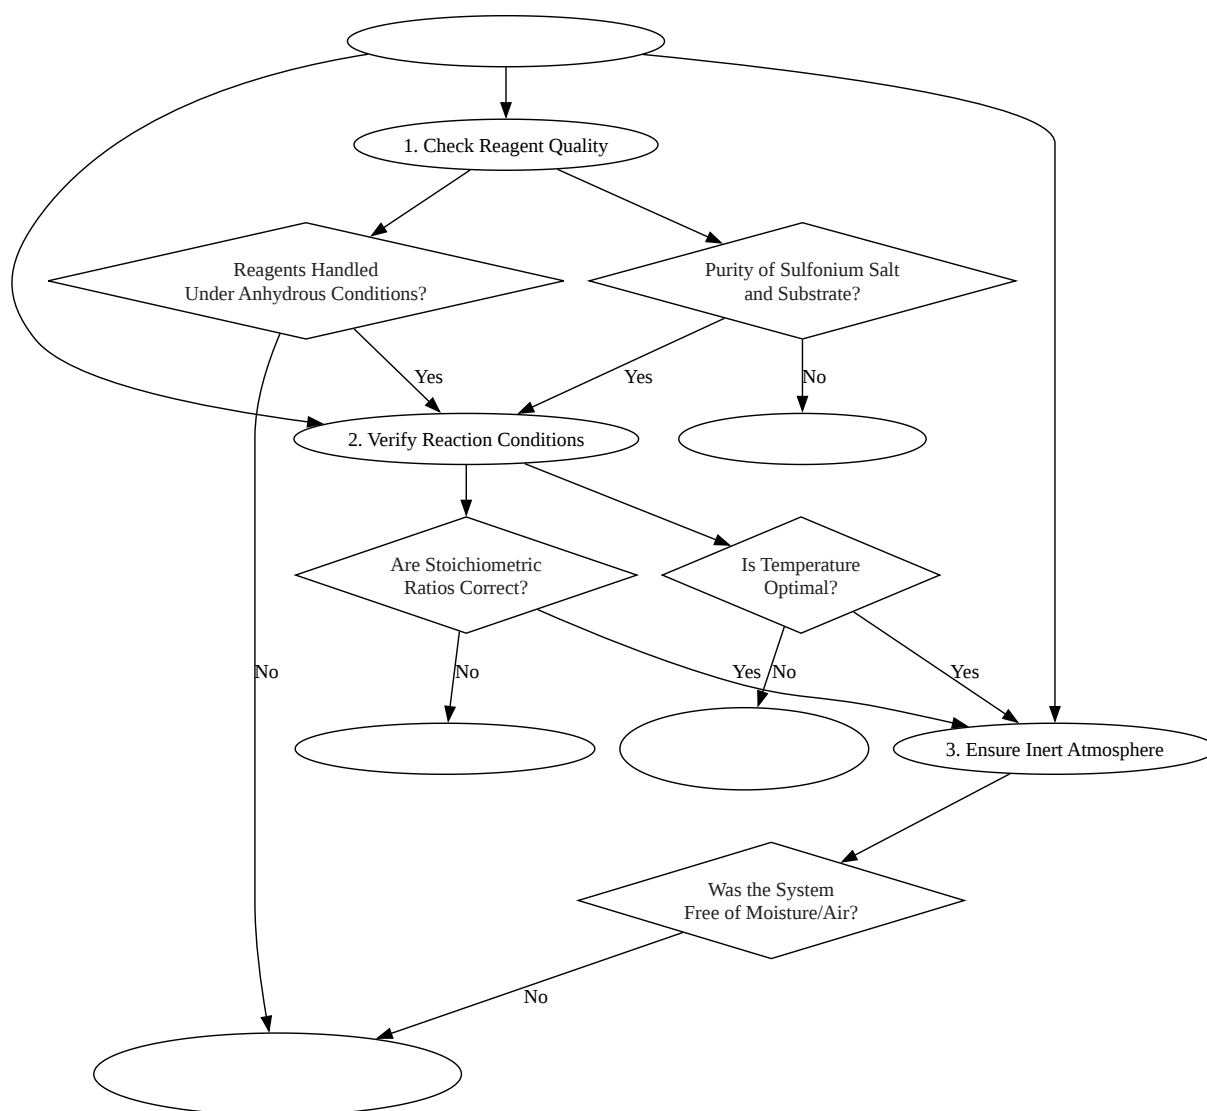 1. Check Reagent Quality
Reagents Handled
Under Anhydrous Conditions?
Purity of Sulfonium Salt
and Substrate?
Yes
Yes
No
2. Verify Reaction Conditions
Are Stoichiometric
Ratios Correct?
Is Temperature
Optimal?
No
No
Yes
No
Yes
3. Ensure Inert Atmosphere
Was the System
Free of Moisture/Air?
No